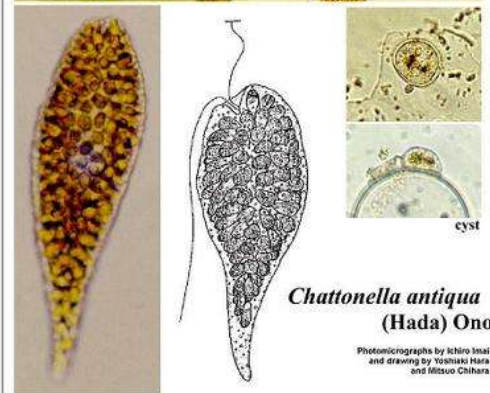 cyst
Chattonella antiqua
(Hada) Ono
Photomicrographs by Ichiro Imai
and drawing by Yoshiaki Hara
and Mitsuo Chihara